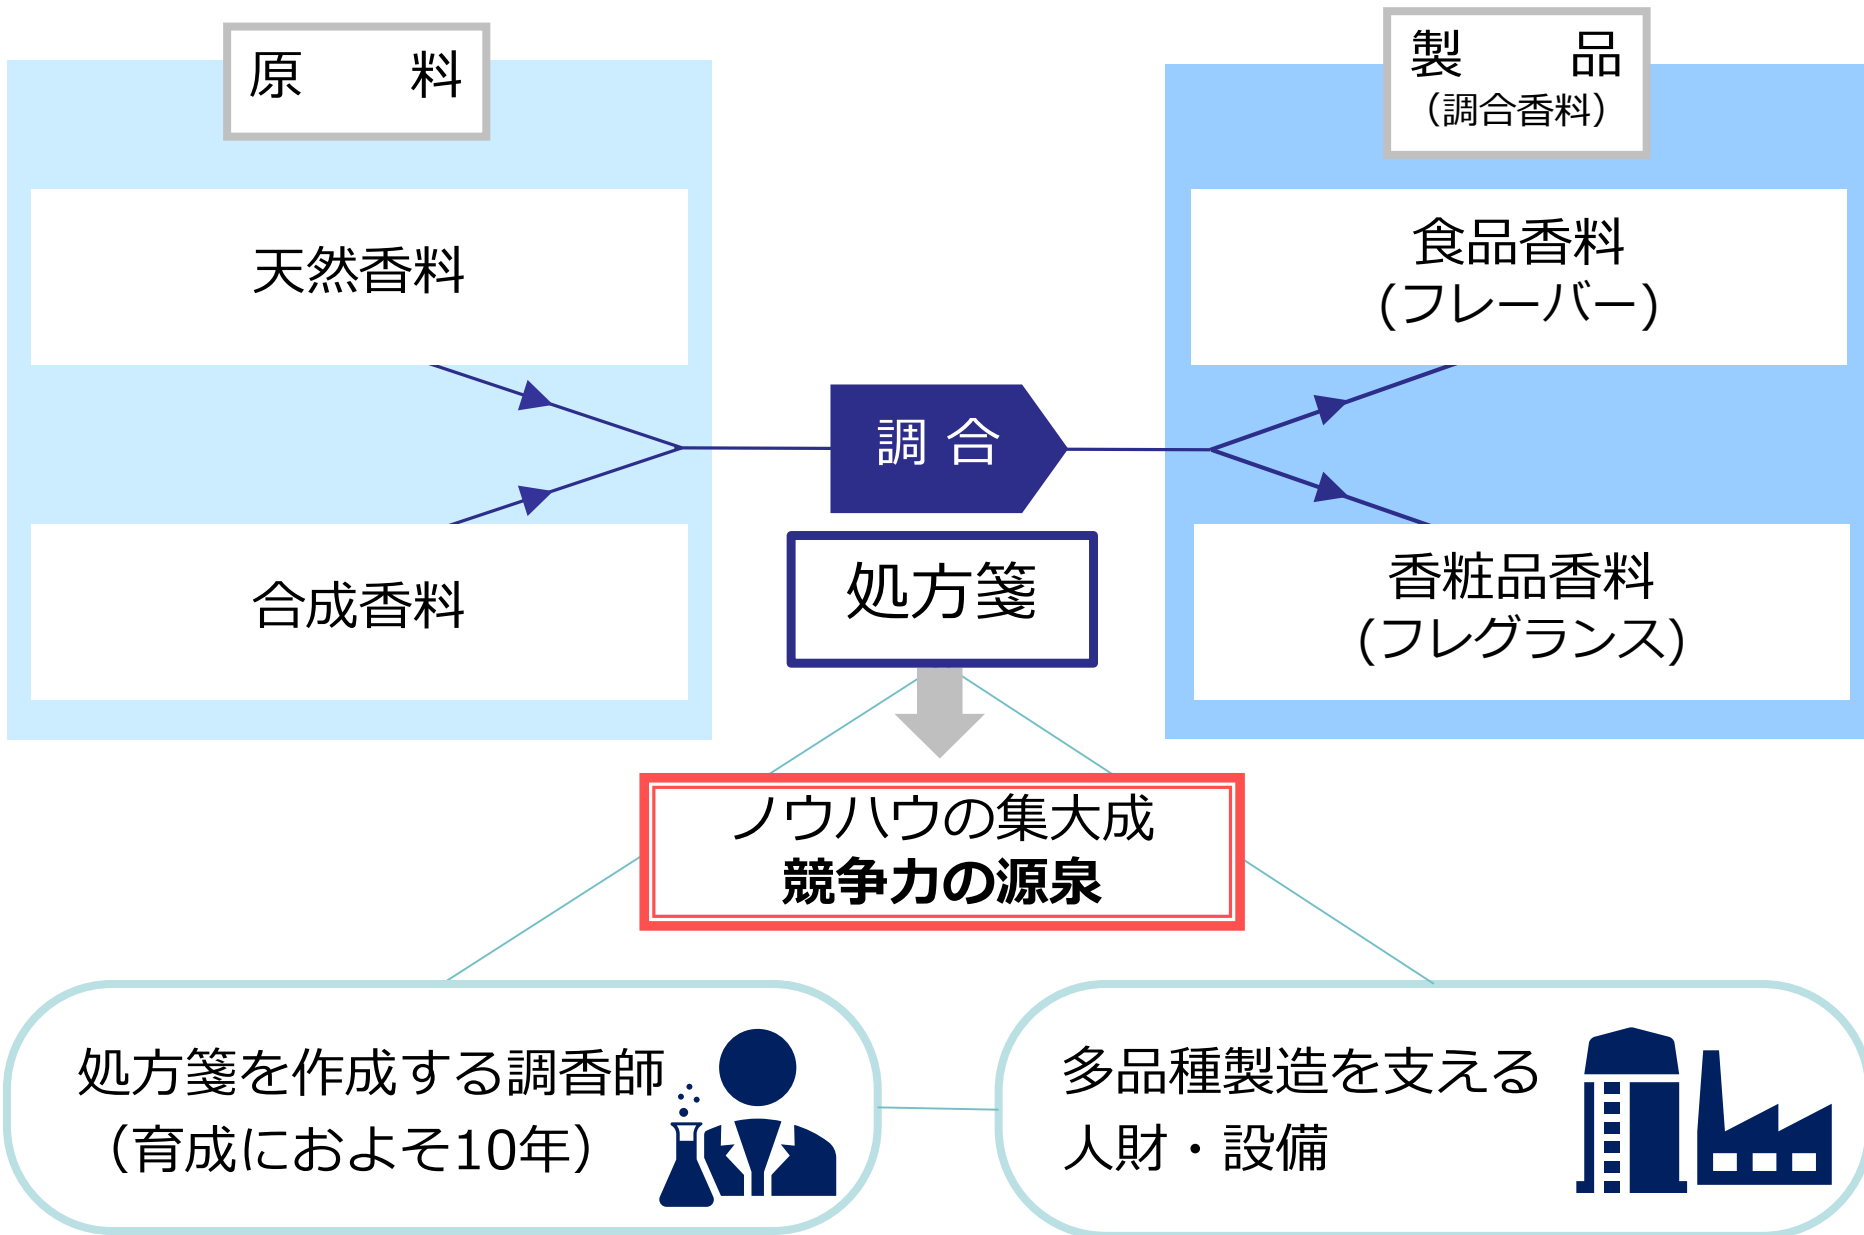 原　　料
天然香料
合成香料
調 合
処方箋
製　　品
（調合香料）
食品香料
(フレーバー)
香粧品香料
(フレグランス)
ノウハウの集大成
競争力の源泉
処方箋を作成する調香師
（育成におよそ10年）
多品種製造を支える
人財・設備